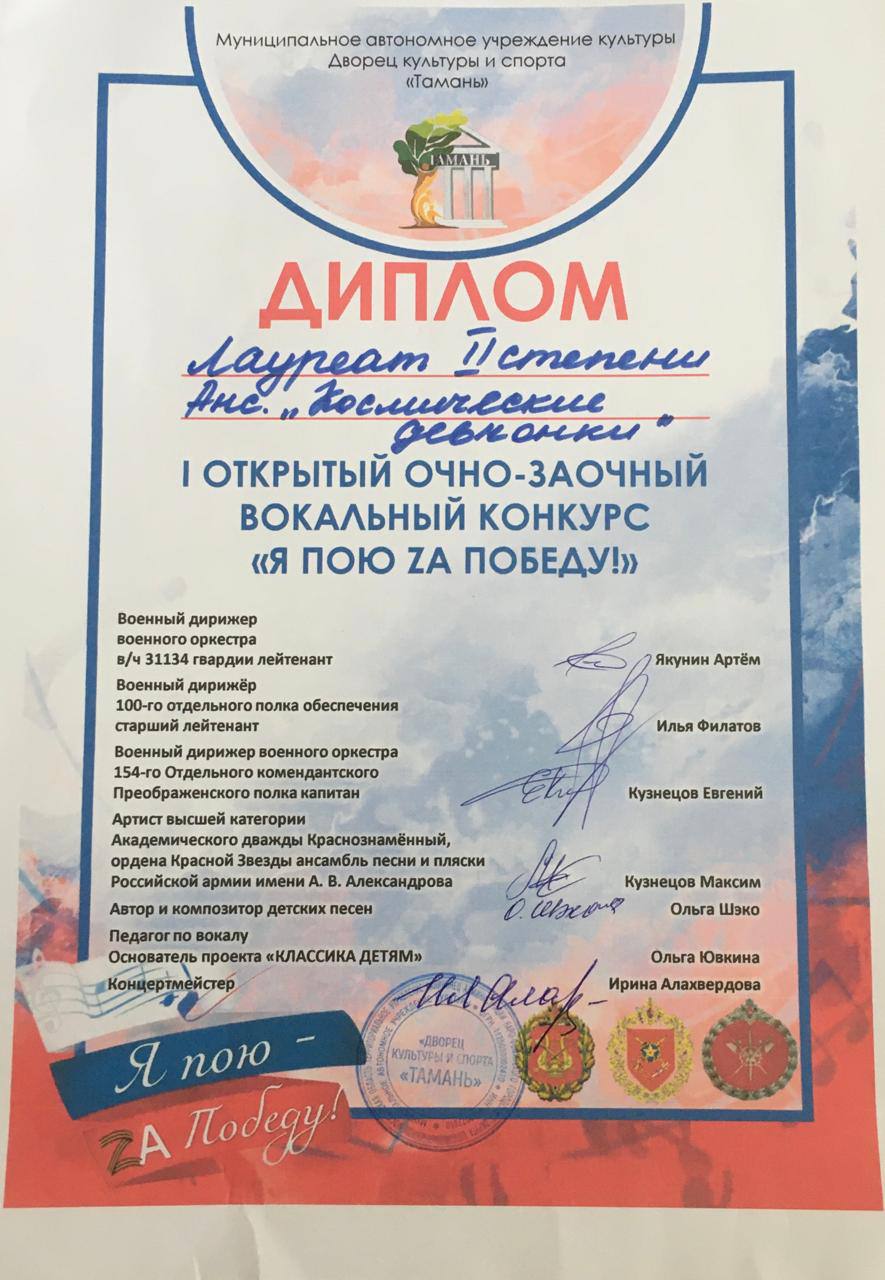 Муниципальное автономное учреждение культуры
Дворец культуры и спорта
«Тамань»
ТАМАНЬ
ДИПЛОМ
Лауреат II степени
Анс. „Космические
девчонки"
I ОТКРЫТЫЙ ОЧНО-ЗАОЧНЫЙ
ВОКАЛЬНЫЙ КОНКУРС
«Я ПОЮ ZА ПОБЕДУ!»
Военный дирижер
военного оркестра
в/ч 31134 гвардии лейтенант Якунин Артём
Военный дирижёр
100-го отдельного полка обеспечения
старший лейтенант Илья Филатов
Военный дирижер военного оркестра
154-го Отдельного комендантского
Преображенского полка капитан Кузнецов Евгений
Артист высшей категории
Академического дважды Краснознамённый,
ордена Красной Звезды ансамбль песни и пляски
Российской армии имени А. В. Александрова Кузнецов Максим
Автор и композитор детских песен Ольга Шэко
Педагог по вокалу
Основатель проекта «КЛАССИКА ДЕТЯМ» Ольга Ювкина
Концертмейстер Ирина Алахвердова
«ДВОРЕЦ
КУЛЬТУРЫ И СПОРТА
«ТАМАНЬ»
Я пою –
ZА Победу!